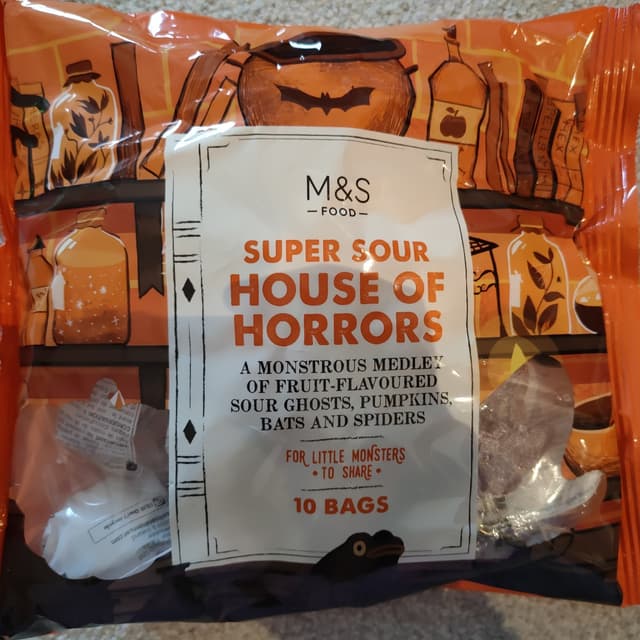 M&S
—FOOD—
SUPER SOUR
HOUSE OF
HORRORS
A MONSTROUS MEDLEY
OF FRUIT-FLAVOURED
SOUR GHOSTS, PUMPKINS,
BATS AND SPIDERS
FOR LITTLE MONSTERS
• TO SHARE •
10 BAGS